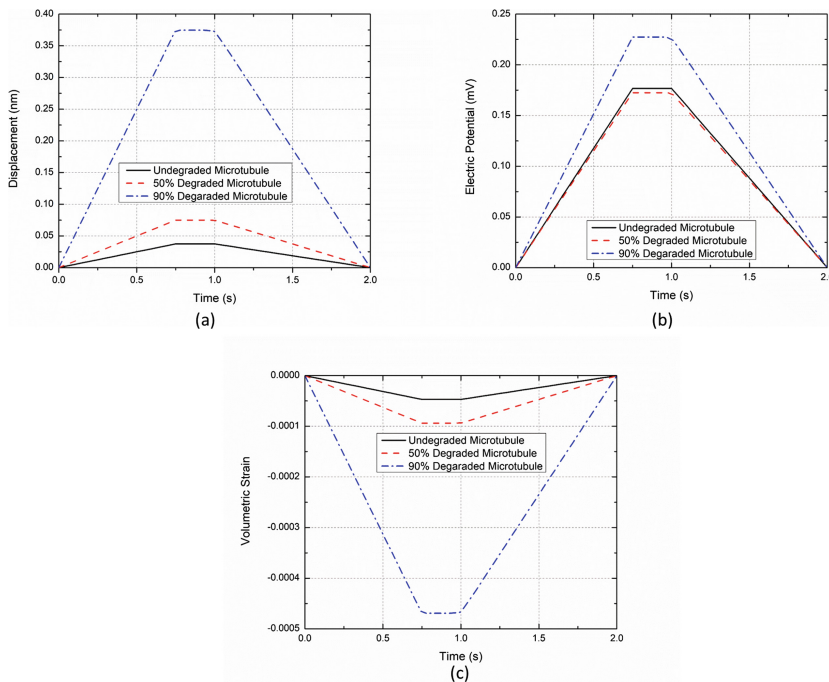 0.40
0.35
0.30
0.25
0.20
0.15
0.10
0.05
0.00
Displacement (nm)
Undegraded Microtubule
50% Degraded Microtubule
90% Degaraded Microtubule
0.0 0.5 1.0 1.5 2.0
Time (s)
(a)
0.25
0.20
0.15
0.10
0.05
0.00
Electric Potential (mV)
Undegraded Microtubule
50% Degraded Microtubule
90% Degaraded Microtubule
0.0 0.5 1.0 1.5 2.0
Time (s)
(b)
0.0000
-0.0001
-0.0002
-0.0003
-0.0004
-0.0005
Volumetric Strain
Undegraded Microtubule
50% Degraded Microtubule
90% Degaraded Microtubule
0.0 0.5 1.0 1.5 2.0
Time (s)
(c)